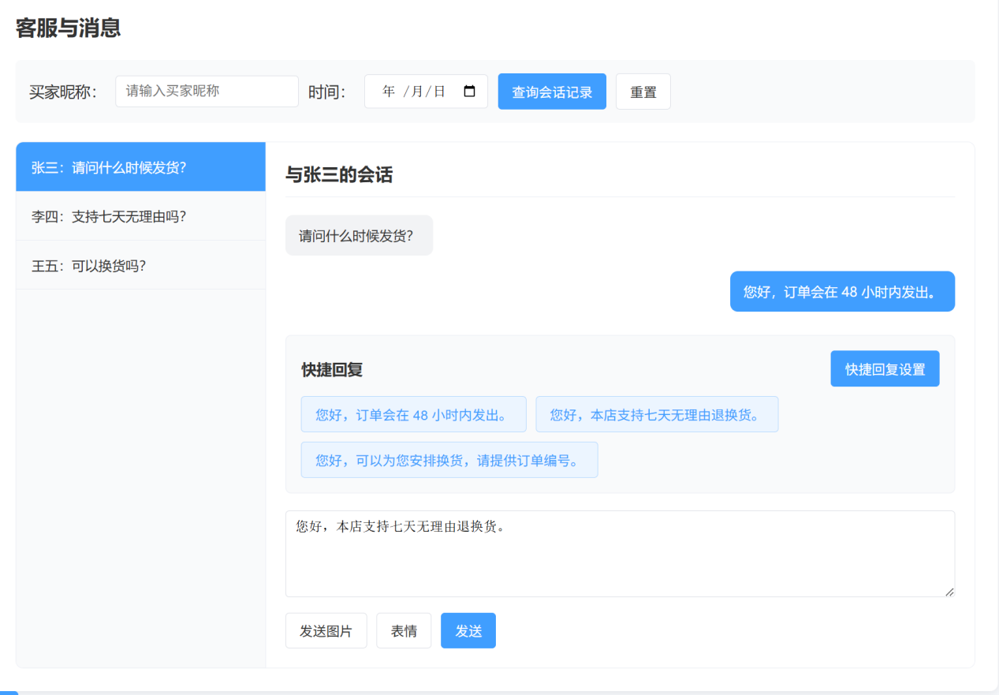 客服与消息
买家昵称： 请输入买家昵称 时间： 年 /月/日 查询会话记录 重置
张三：请问什么时候发货？
李四：支持七天无理由吗？
王五：可以换货吗？
与张三的会话
请问什么时候发货？
您好，订单会在 48 小时内发出。
快捷回复 快捷回复设置
您好，订单会在 48 小时内发出。 您好，本店支持七天无理由退换货。
您好，可以为您安排换货，请提供订单编号。
您好，本店支持七天无理由退换货。
发送图片 表情 发送